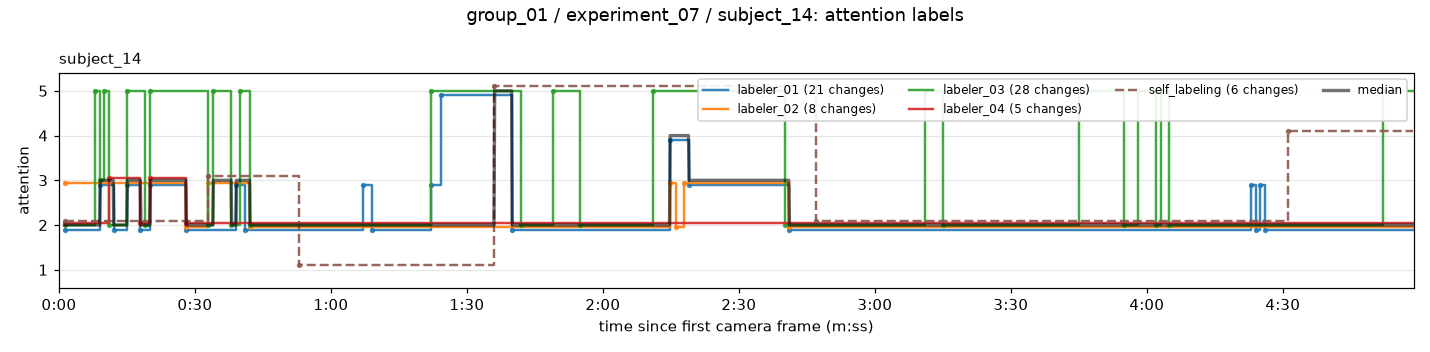 group_01 / experiment_07 / subject_14: attention labels
subject_14
labeler_01 (21 changes)
labeler_02 (8 changes)
labeler_03 (28 changes)
labeler_04 (5 changes)
self_labeling (6 changes)
median
attention
5
4
3
2
1
0:00 0:30 1:00 1:30 2:00 2:30 3:00 3:30 4:00 4:30
time since first camera frame (m:ss)